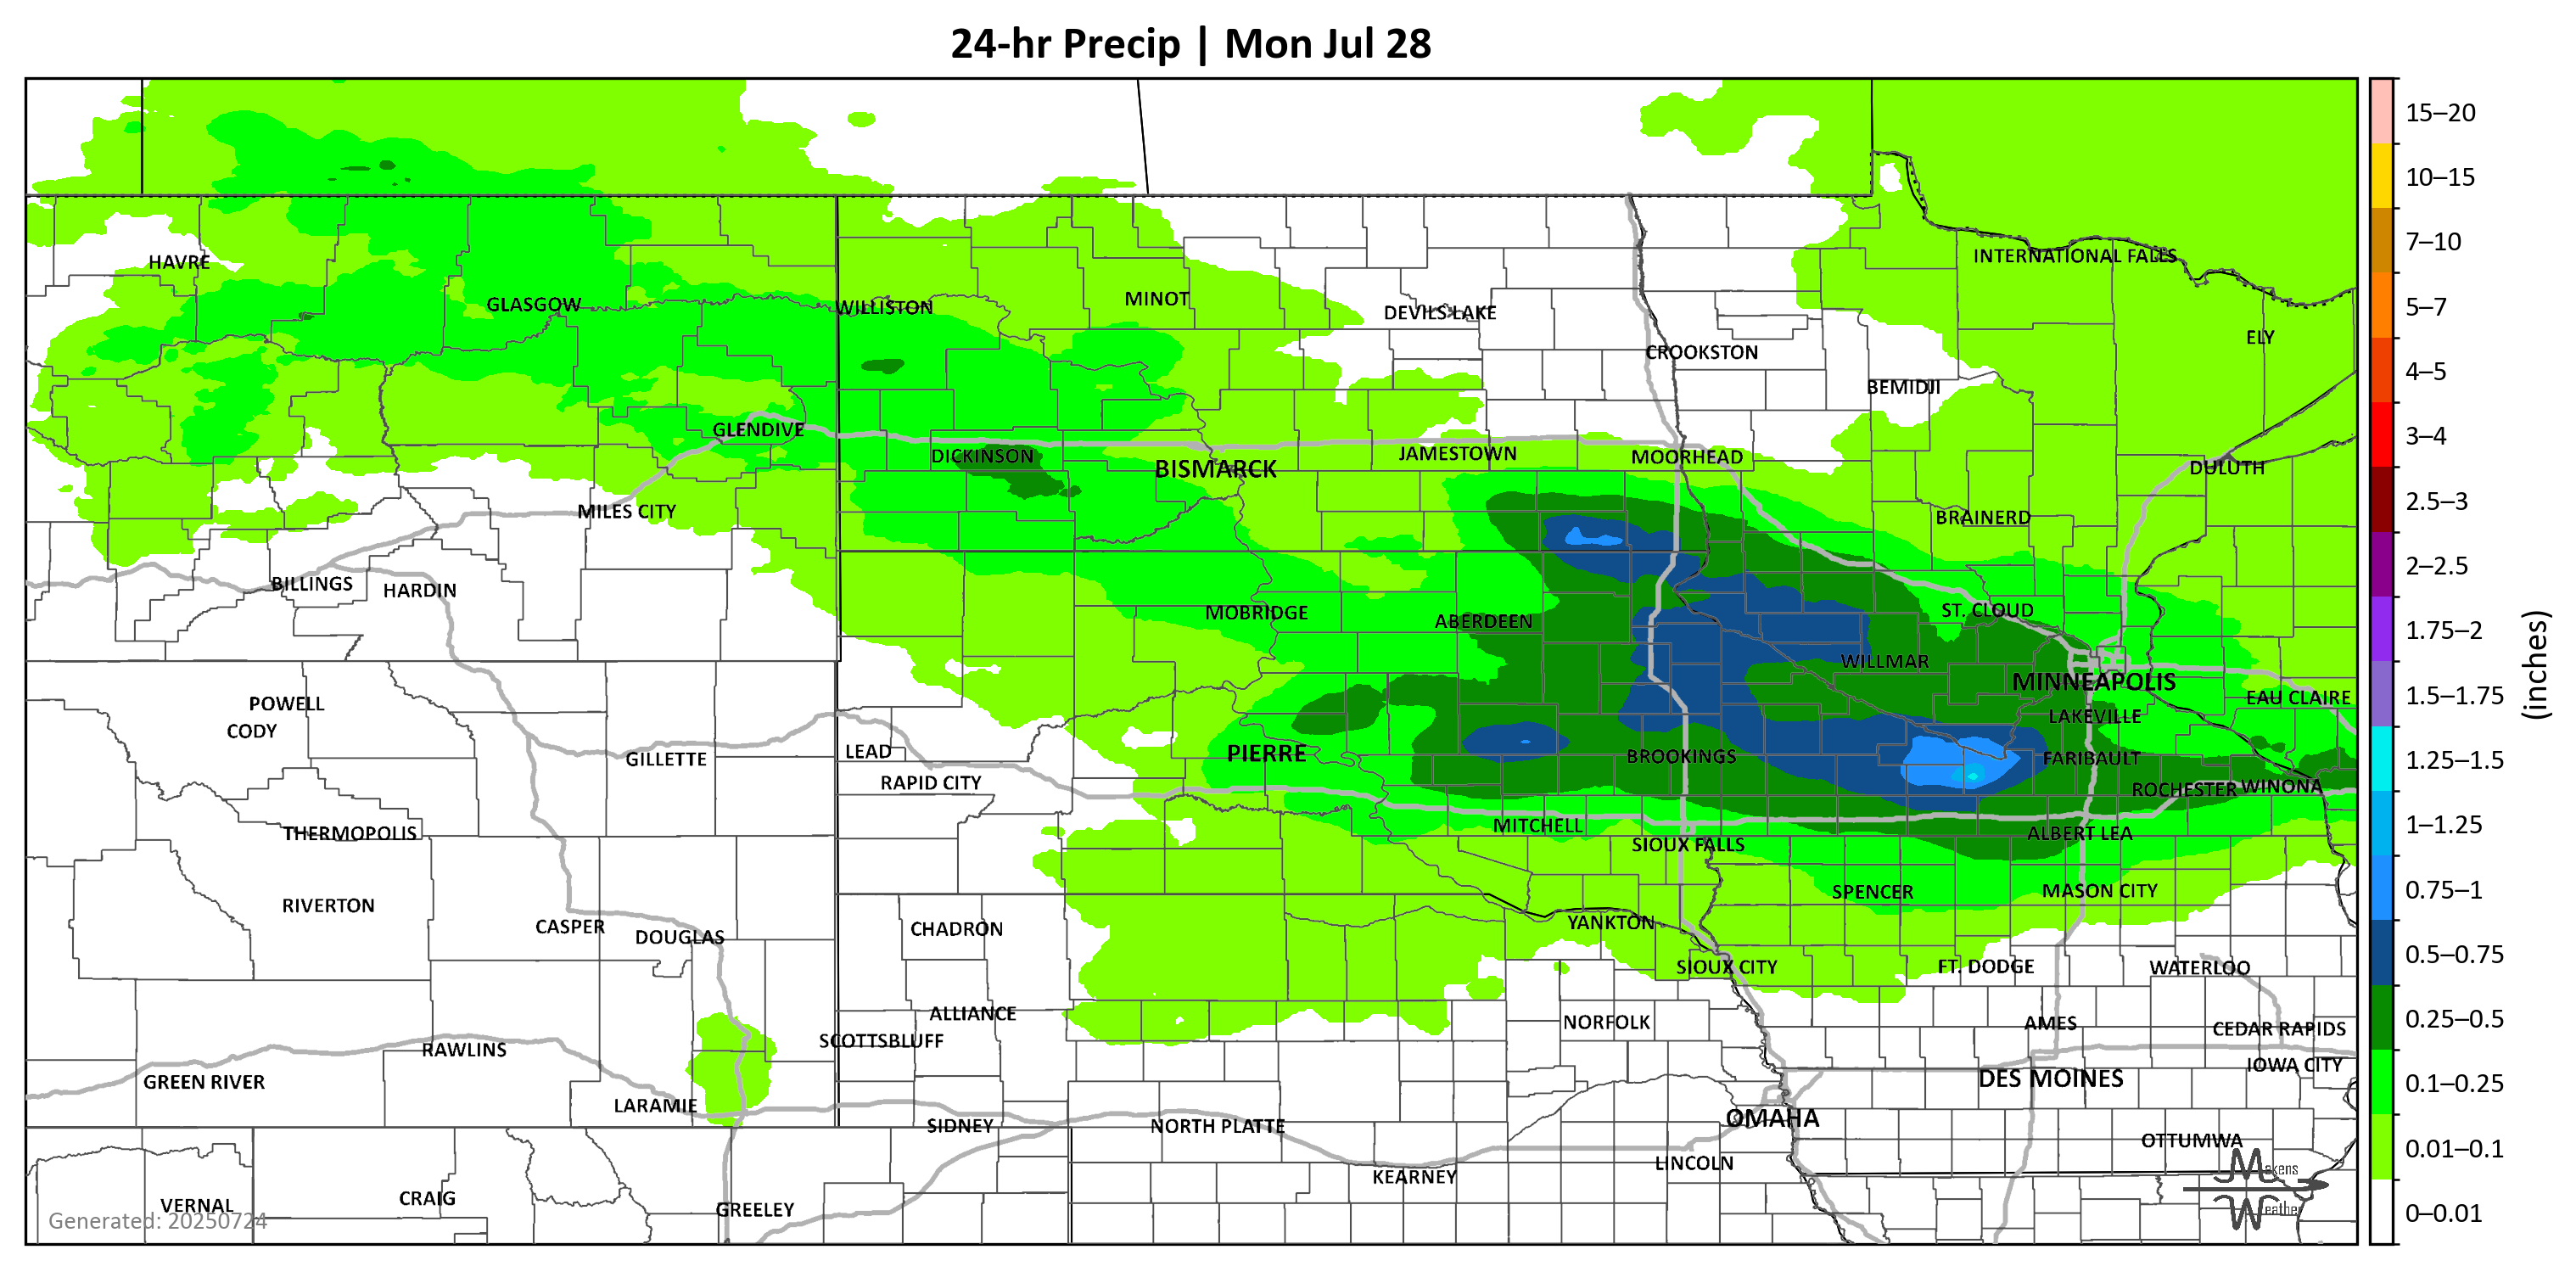 24-hr Precip | Mon Jul 28
15–20
10–15
7–10
5–7
4–5
3–4
2.5–3
2–2.5
1.75–2
1.5–1.75
1.25–1.5
1–1.25
0.75–1
0.5–0.75
0.25–0.5
0.1–0.25
0.01–0.1
0–0.01
(inches)
HAVRE
INTERNATIONAL FALLS
GLASGOW
WILLISTON
MINOT
DEVILS LAKE
ELY
CROOKSTON
BEMIDJI
GLENDIVE
DICKINSON
BISMARCK
JAMESTOWN
MOORHEAD
DULUTH
MILES CITY
BRAINERD
BILLINGS
HARDIN
MOBRIDGE
ABERDEEN
ST. CLOUD
WILLMAR
MINNEAPOLIS
POWELL
EAU CLAIRE
CODY
LAKEVILLE
GILLETTE
LEAD
PIERRE
BROOKINGS
FARIBAULT
RAPID CITY
ROCHESTER
WINONA
THERMOPOLIS
MITCHELL
ALBERT LEA
SIOUX FALLS
RIVERTON
SPENCER
MASON CITY
CASPER
DOUGLAS
CHADRON
YANKTON
SIOUX CITY
FT. DODGE
WATERLOO
ALLIANCE
NORFOLK
AMES
CEDAR RAPIDS
SCOTTSBLUFF
RAWLINS
IOWA CITY
GREEN RIVER
DES MOINES
LARAMIE
SIDNEY
NORTH PLATTE
OMAHA
OTTUMWA
LINCOLN
KEARNEY
VERNAL
CRAIG
GREELEY
Generated: 20250724
Makens
Weather